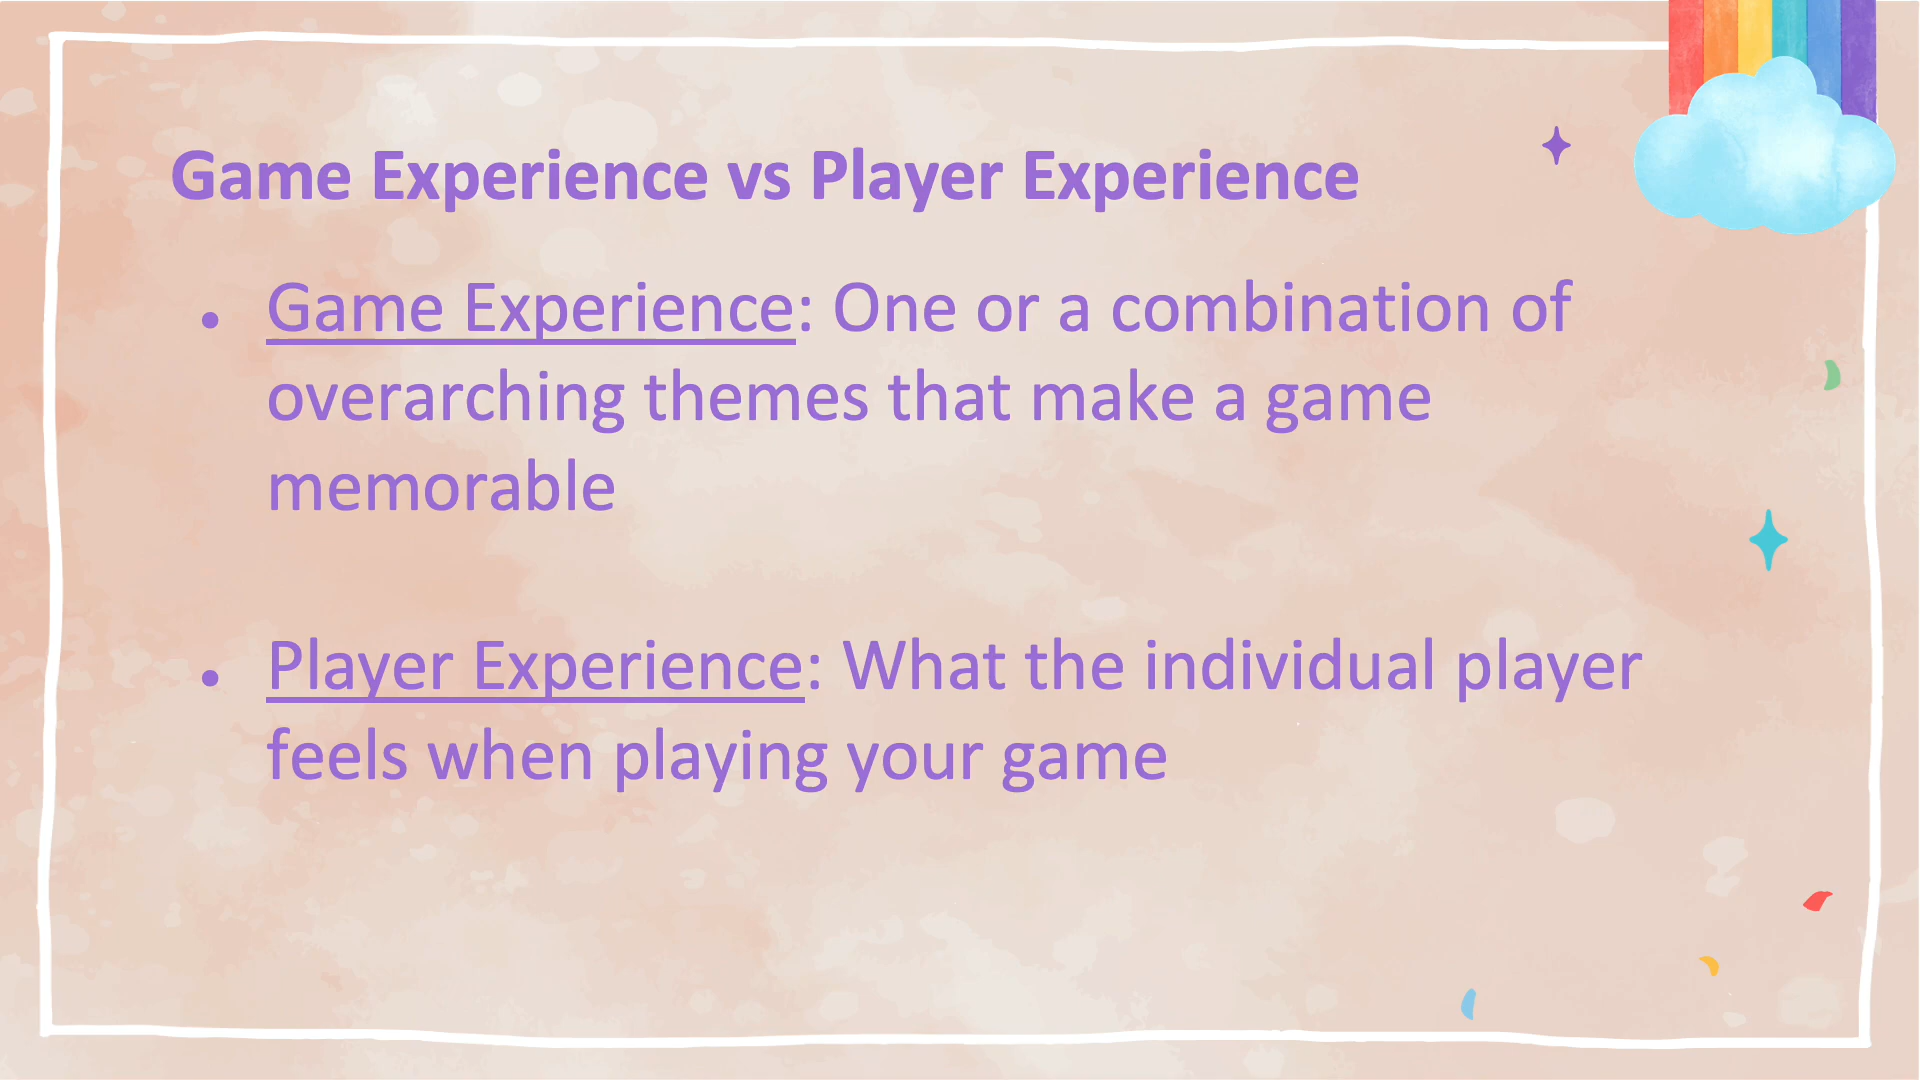 Game Experience vs Player Experience
• Game Experience: One or a combination of
overarching themes that make a game
memorable
• Player Experience: What the individual player
feels when playing your game